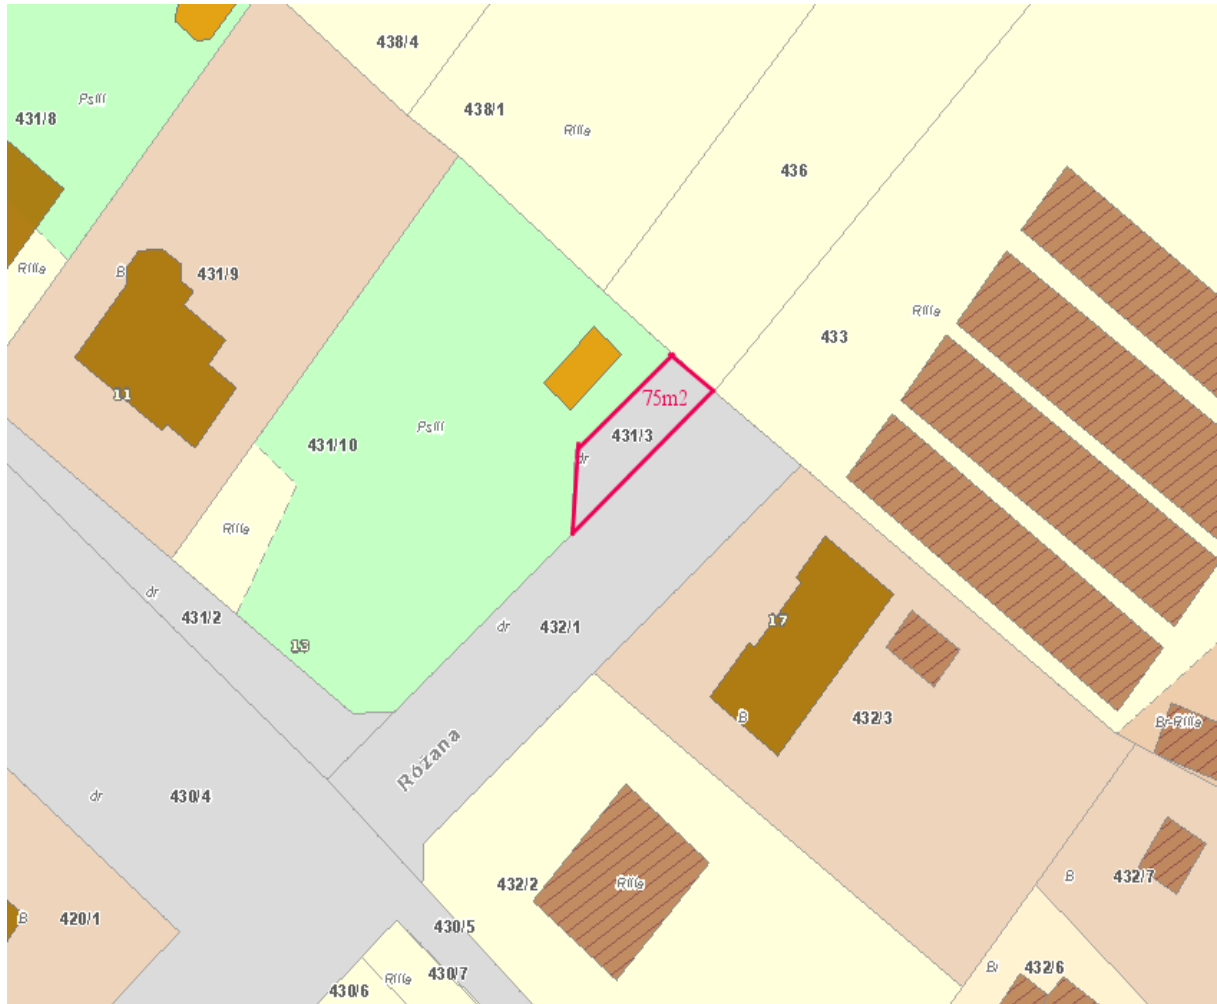 438/4
PsIII
438/1
431/8
RIIIa
436
RIIIa
B
431/9
RIIIa
433
11
75m2
PsIII
431/3
431/10
dr
RIIIa
dr
431/2
17
dr
432/1
13
B
432/3
Br-RIIIa
Różana
dr
430/4
432/2
RIIIa
B
432/7
B
420/1
430/5
Br
432/6
430/7
RIIIa
430/6